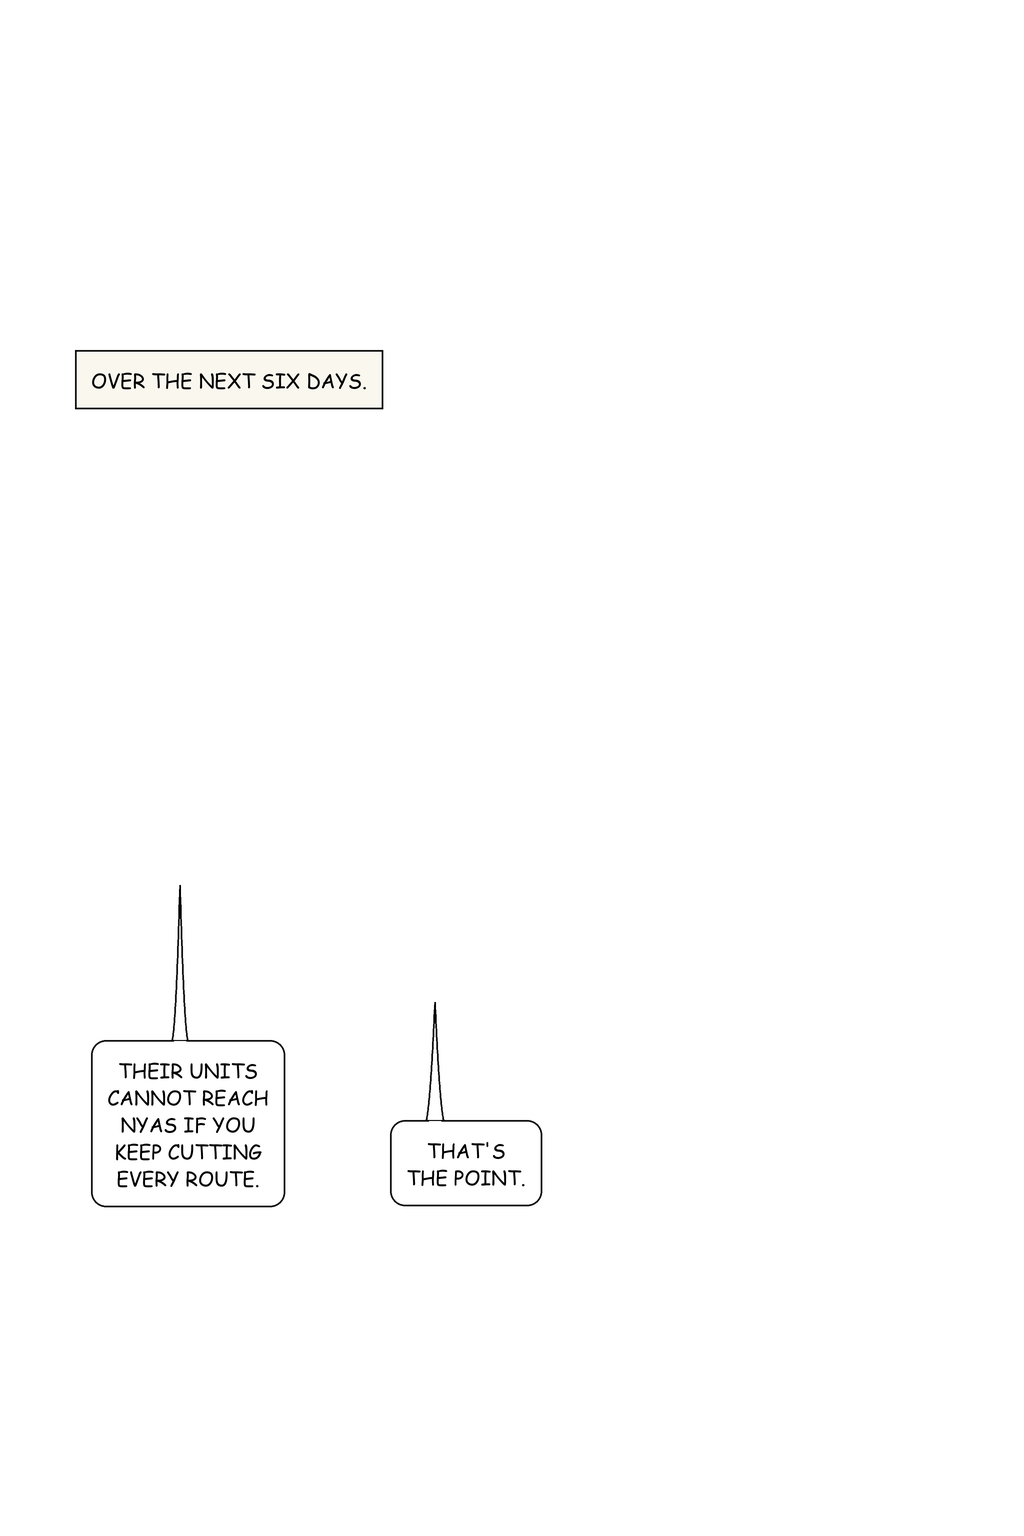 OVER THE NEXT SIX DAYS.
THEIR UNITS
CANNOT REACH
NYAS IF YOU
KEEP CUTTING
EVERY ROUTE.
THAT'S
THE POINT.